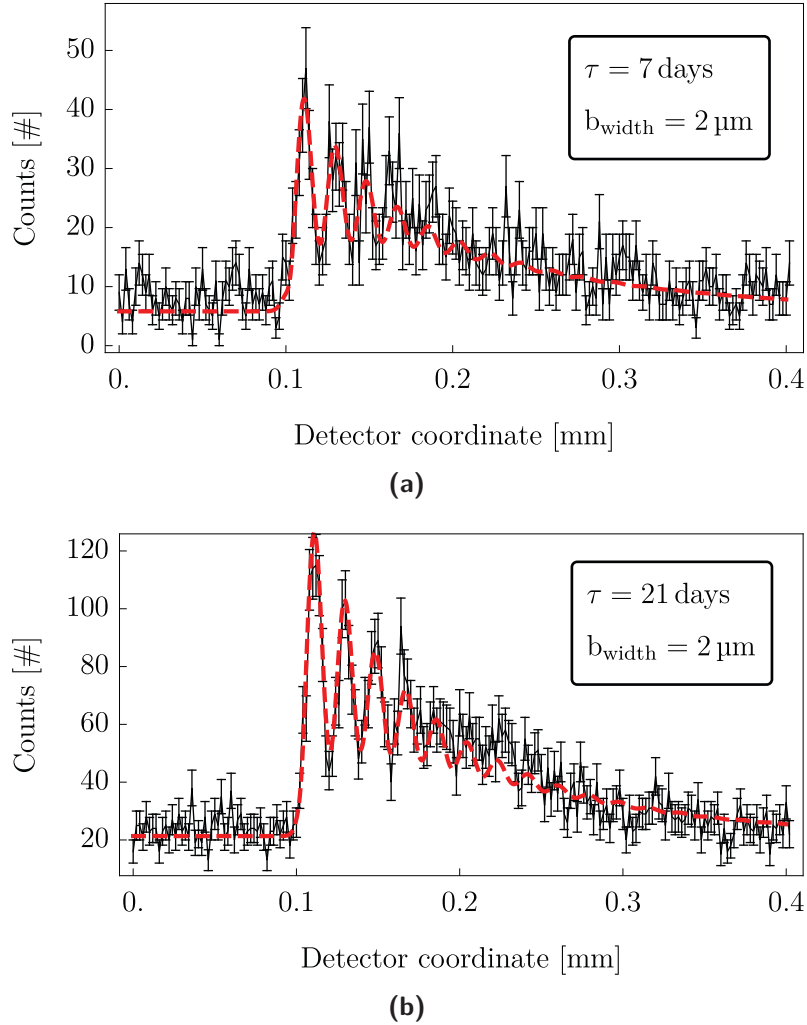 50
40
30
20
10
0
Counts [#]
τ = 7 days
b_width = 2 µm
0. 0.1 0.2 0.3 0.4
Detector coordinate [mm]
(a)
120
100
80
60
40
20
Counts [#]
τ = 21 days
b_width = 2 µm
0. 0.1 0.2 0.3 0.4
Detector coordinate [mm]
(b)